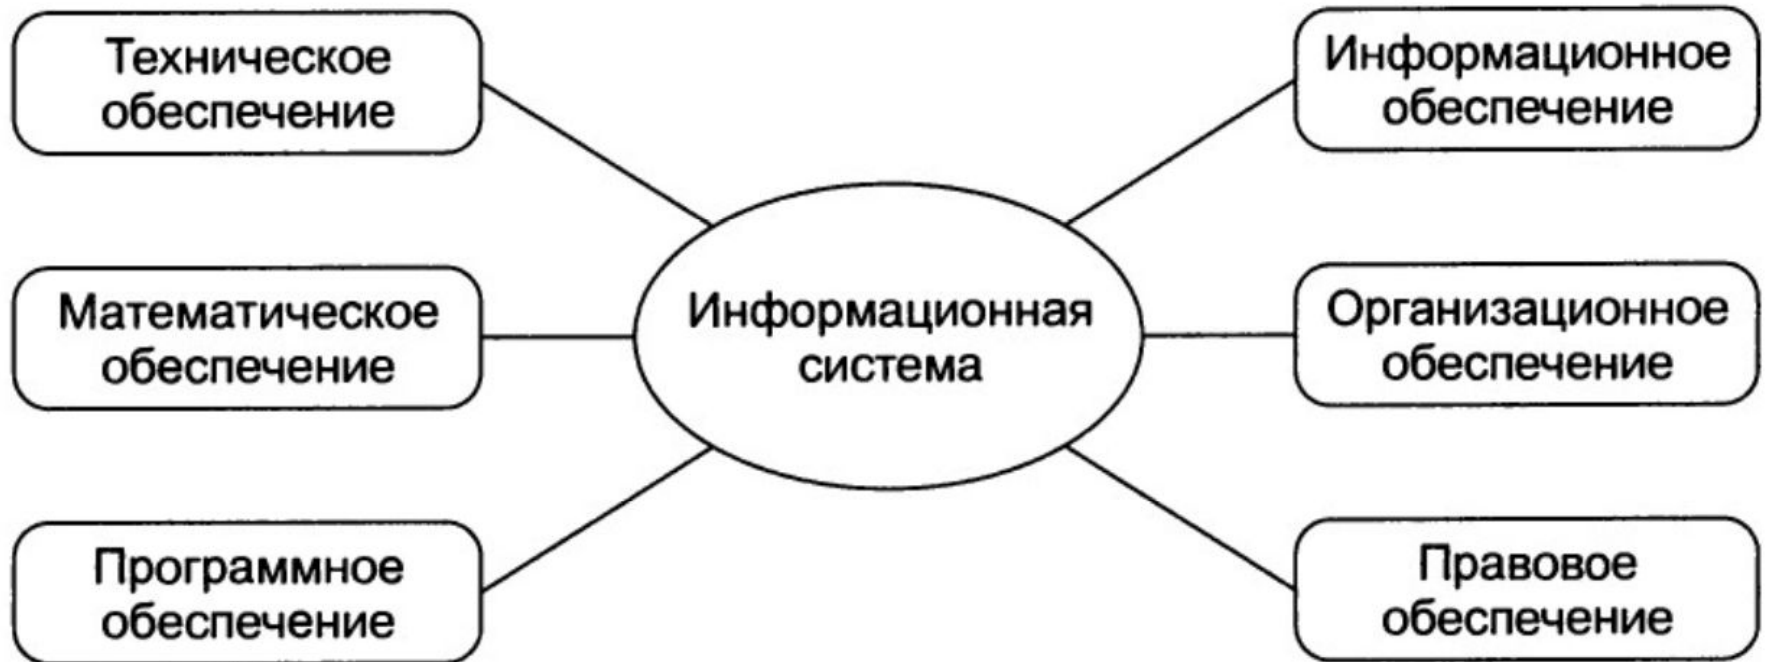 Техническое
обеспечение
Математическое
обеспечение
Программное
обеспечение
Информационная
система
Информационное
обеспечение
Организационное
обеспечение
Правовое
обеспечение